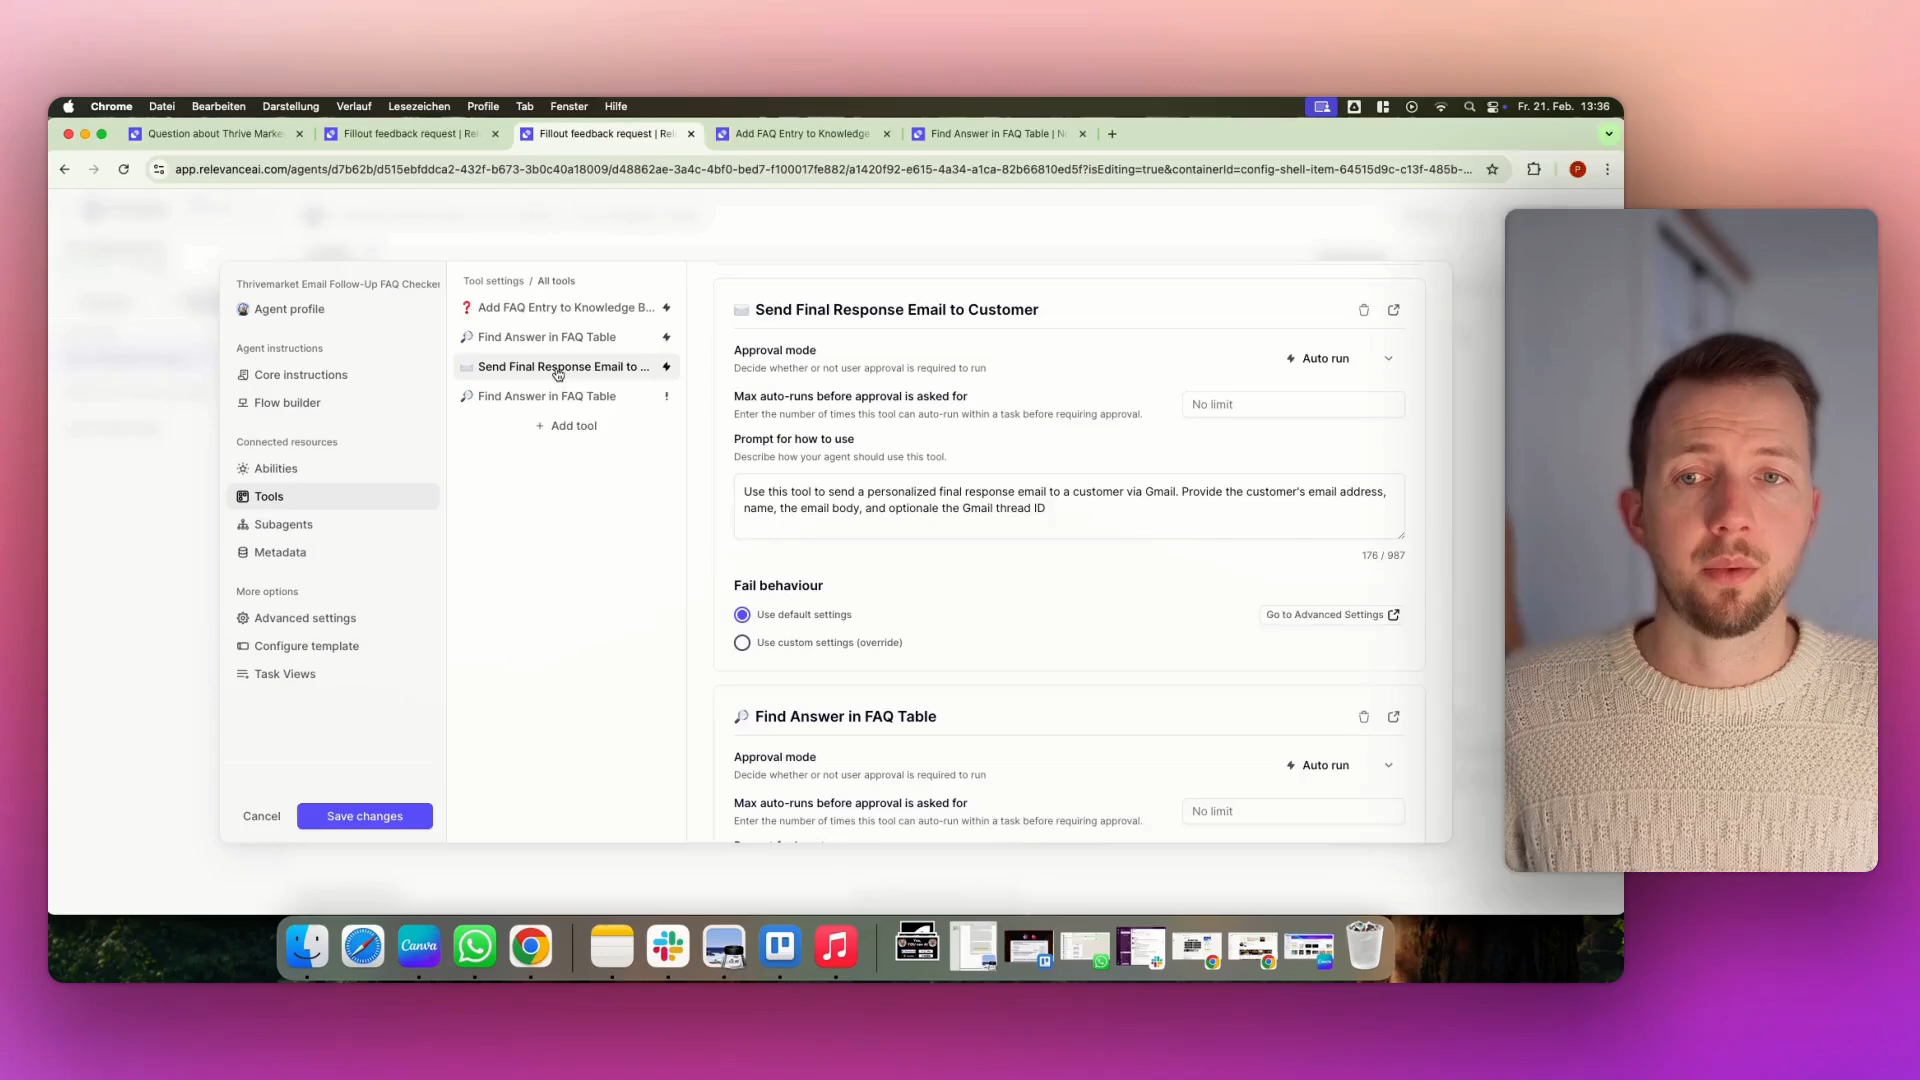 Chrome Datei Bearbeiten Darstellung Verlauf Lesezeichen Profile Tab Fenster Hilfe Fr. 21. Feb. 13:36
Question about Thrive Marke Fillout feedback request | Rel Fillout feedback request | Rel Add FAQ Entry to Knowledge Find Answer in FAQ Table | N
app.relevanceai.com/agents/d7b62b/d515ebfddca2-432f-b673-3b0c40a18009/d48862ae-3a4c-4bf0-bed7-f100017fe882/a1420f92-e615-4a34-a1ca-82b66810ed5f?isEditing=true&containerId=config-shell-item-64515d9c-c13f-485b-... P
Thrivemarket Email Follow-Up FAQ Checker
Agent profile
Agent instructions
Core instructions
Flow builder
Connected resources
Abilities
Tools
Subagents
Metadata
More options
Advanced settings
Configure template
Task Views
Cancel
Save changes
Tool settings / All tools
Add FAQ Entry to Knowledge B...
Find Answer in FAQ Table
Send Final Response Email to ...
Find Answer in FAQ Table !
+ Add tool
Send Final Response Email to Customer
Approval mode
Decide whether or not user approval is required to run
Auto run
Max auto-runs before approval is asked for
Enter the number of times this tool can auto-run within a task before requiring approval.
No limit
Prompt for how to use
Describe how your agent should use this tool.
Use this tool to send a personalized final response email to a customer via Gmail. Provide the customer's email address,
name, the email body, and optionale the Gmail thread ID
176 / 987
Fail behaviour
Use default settings
Go to Advanced Settings
Use custom settings (override)
Find Answer in FAQ Table
Approval mode
Decide whether or not user approval is required to run
Auto run
Max auto-runs before approval is asked for
Enter the number of times this tool can auto-run within a task before requiring approval.
No limit
Canva